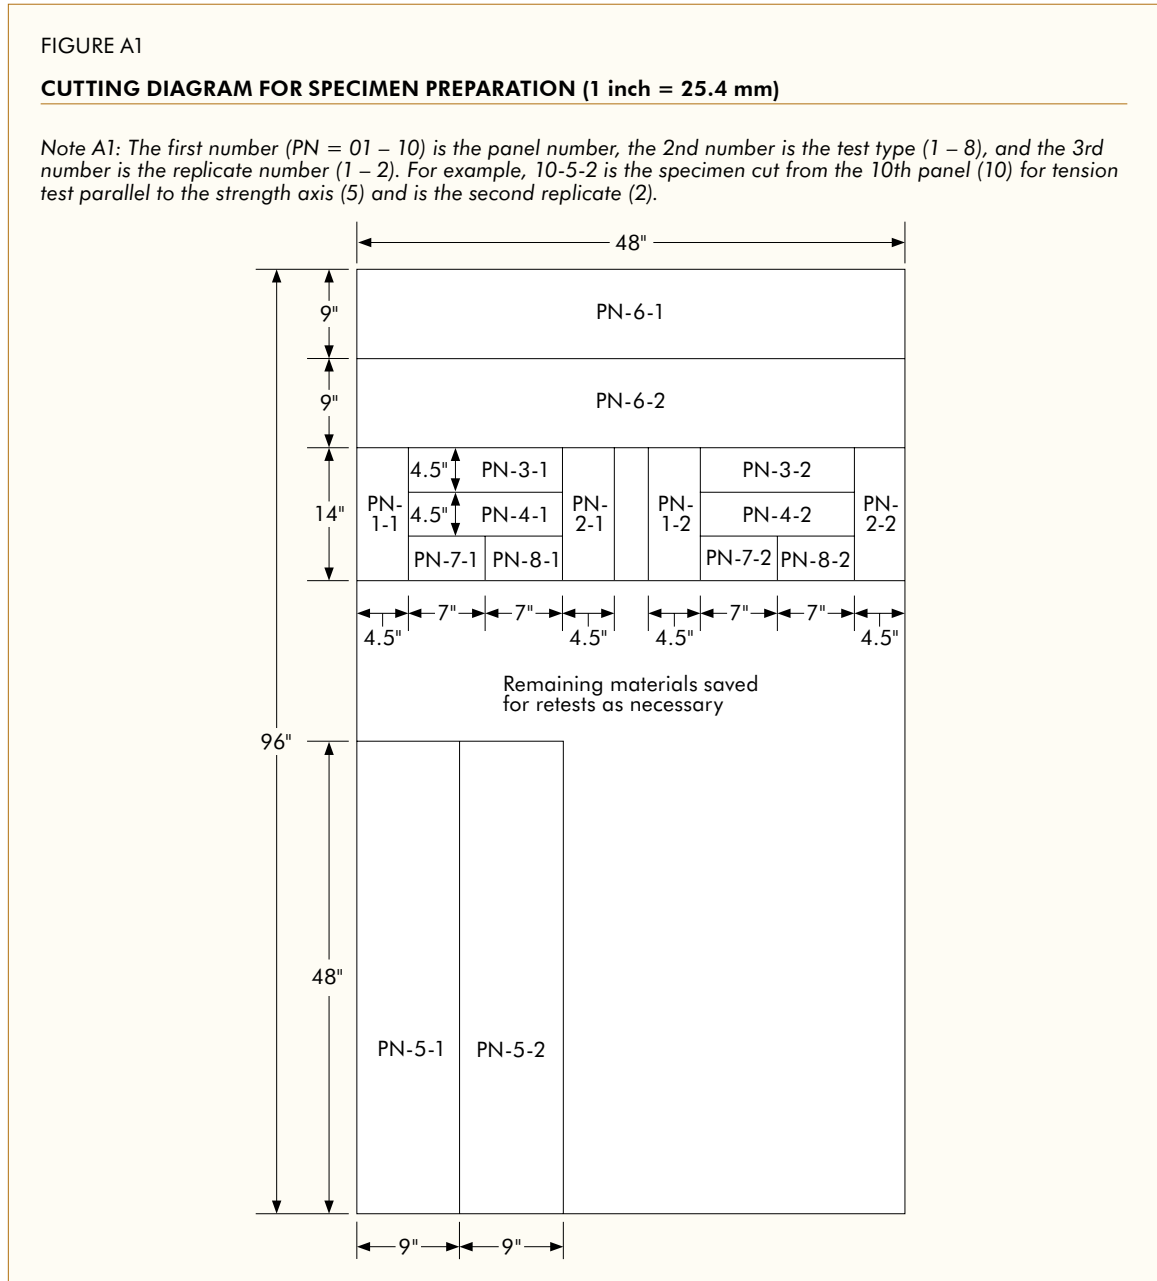 FIGURE A1
CUTTING DIAGRAM FOR SPECIMEN PREPARATION (1 inch = 25.4 mm)
Note A1: The first number (PN = 01 – 10) is the panel number, the 2nd number is the test type (1 – 8), and the 3rd
number is the replicate number (1 – 2). For example, 10-5-2 is the specimen cut from the 10th panel (10) for tension
test parallel to the strength axis (5) and is the second replicate (2).
48"
9"
PN-6-1
9"
PN-6-2
14"
PN-
1-1
4.5"
PN-3-1
4.5"
PN-4-1
PN-7-1
PN-8-1
PN-
2-1
PN-
1-2
PN-3-2
PN-4-2
PN-7-2
PN-8-2
PN-
2-2
4.5"
7"
7"
4.5"
4.5"
7"
7"
4.5"
Remaining materials saved
for retests as necessary
96"
48"
PN-5-1
PN-5-2
9"
9"